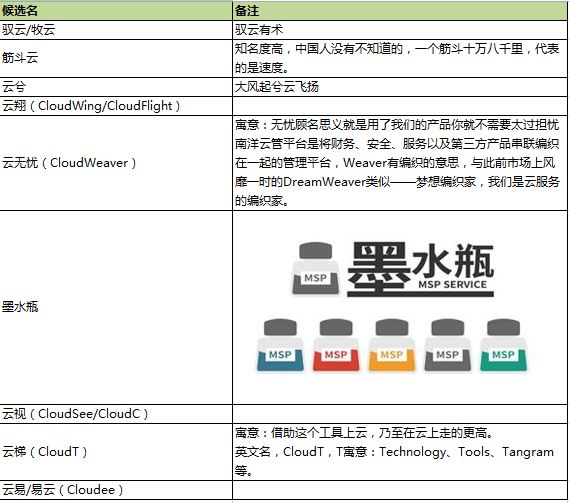 候选名 备注
驭云/牧云 驭云有术
筋斗云 知名度高，中国人没有不知道的，一个筋斗十万八千里，代表
的是速度。
云兮 大风起兮云飞扬
云翔（CloudWing/CloudFlight）
云无忧（CloudWeaver） 寓意：无忧顾名思义就是用了我们的产品你就不需要太过担忧
南洋云管平台是将财务、安全、服务以及第三方产品串联编织
在一起的管理平台，Weaver有编织的意思，与此前市场上风
靡一时的DreamWeaver类似——梦想编织家，我们是云服务
的编织家。
墨水瓶
MSP
墨水瓶
MSP SERVICE
MSP MSP MSP MSP MSP
云视（CloudSee/CloudC）
云梯（CloudT） 寓意：借助这个工具上云，乃至在云上走的更高。
英文名，CloudT，T寓意：Technology、Tools、Tangram
等。
云易/易云（Cloudee）